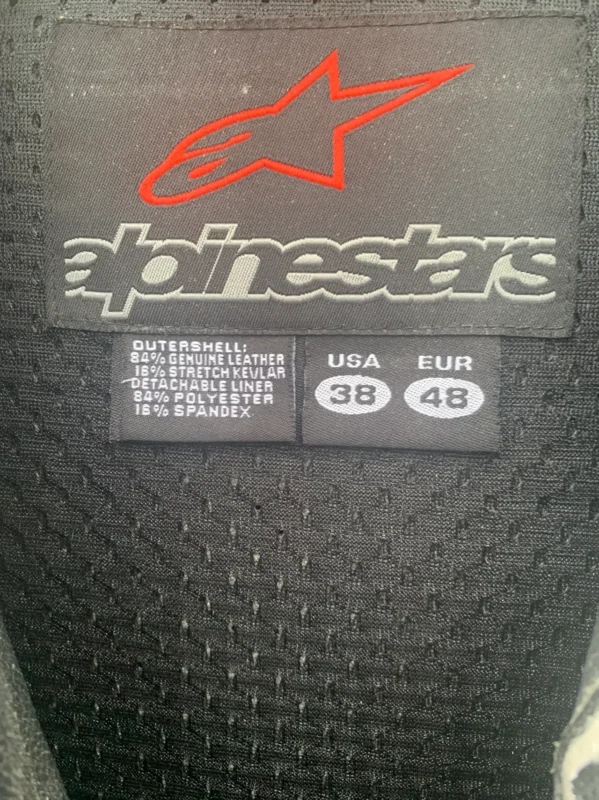 alpinestars
OUTERSHELL:
84% GENUINE LEATHER
16% STRETCH KEVLAR
DETACHABLE LINER
84% POLYESTER
16% SPANDEX
USA EUR
38 48